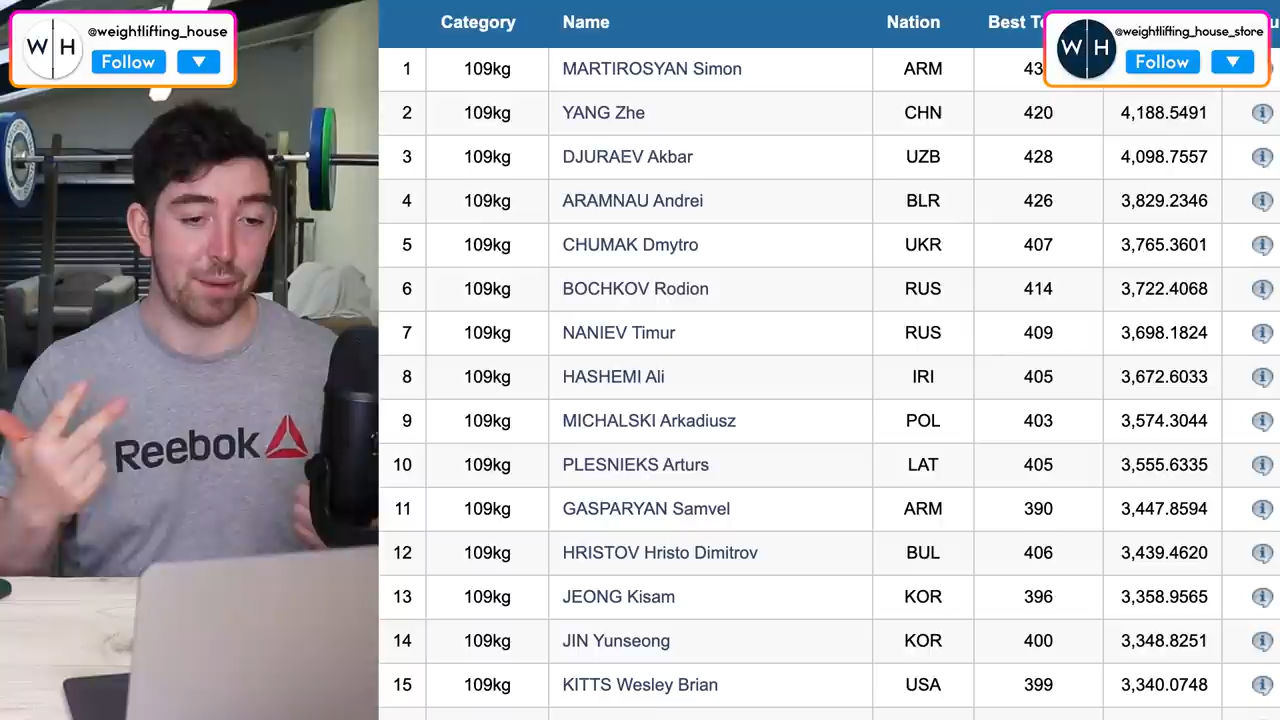 W H
@weightlifting_house
Follow
W H
@weightlifting_house_store
Follow
Category Name Nation Best
1 109kg MARTIROSYAN Simon ARM
2 109kg YANG Zhe CHN 420 4,188.5491
3 109kg DJURAEV Akbar UZB 428 4,098.7557
4 109kg ARAMNAU Andrei BLR 426 3,829.2346
5 109kg CHUMAK Dmytro UKR 407 3,765.3601
6 109kg BOCHKOV Rodion RUS 414 3,722.4068
7 109kg NANIEV Timur RUS 409 3,698.1824
8 109kg HASHEMI Ali IRI 405 3,672.6033
9 109kg MICHALSKI Arkadiusz POL 403 3,574.3044
10 109kg PLESNIEKS Arturs LAT 405 3,555.6335
11 109kg GASPARYAN Samvel ARM 390 3,447.8594
12 109kg HRISTOV Hristo Dimitrov BUL 406 3,439.4620
13 109kg JEONG Kisam KOR 396 3,358.9565
14 109kg JIN Yunseong KOR 400 3,348.8251
15 109kg KITTS Wesley Brian USA 399 3,340.0748
Reebok